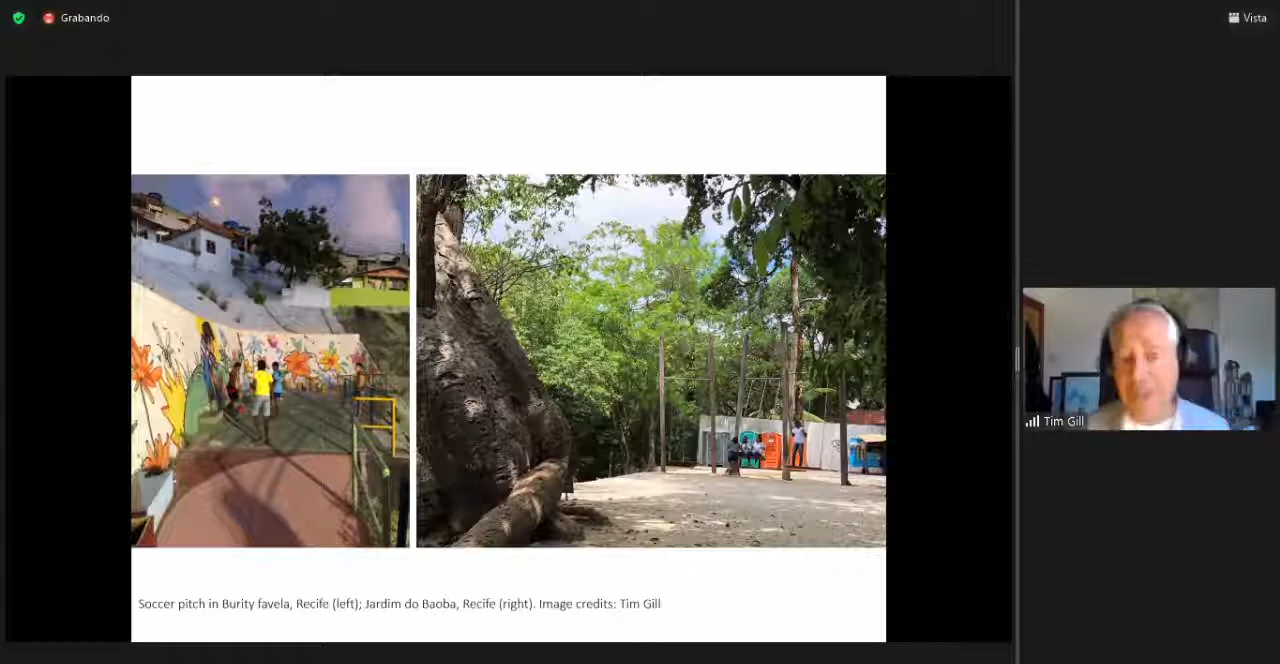 Grabando
Vista
Tim Gill
Soccer pitch in Burity favela, Recife (left); Jardim do Baoba, Recife (right). Image credits: Tim Gill